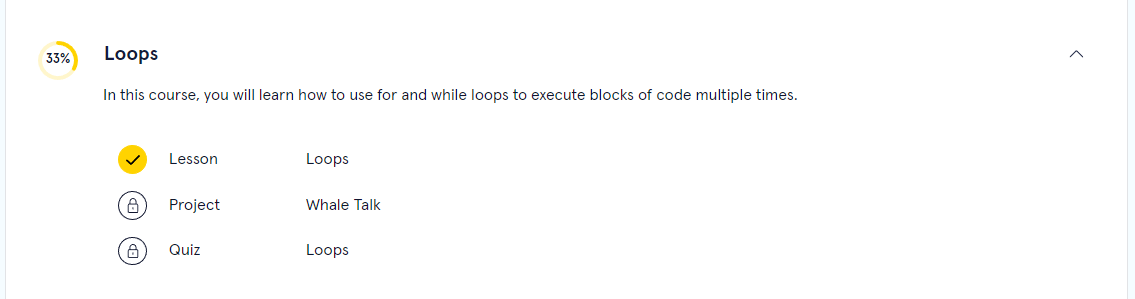 33% Loops
In this course, you will learn how to use for and while loops to execute blocks of code multiple times.
Lesson Loops
Project Whale Talk
Quiz Loops